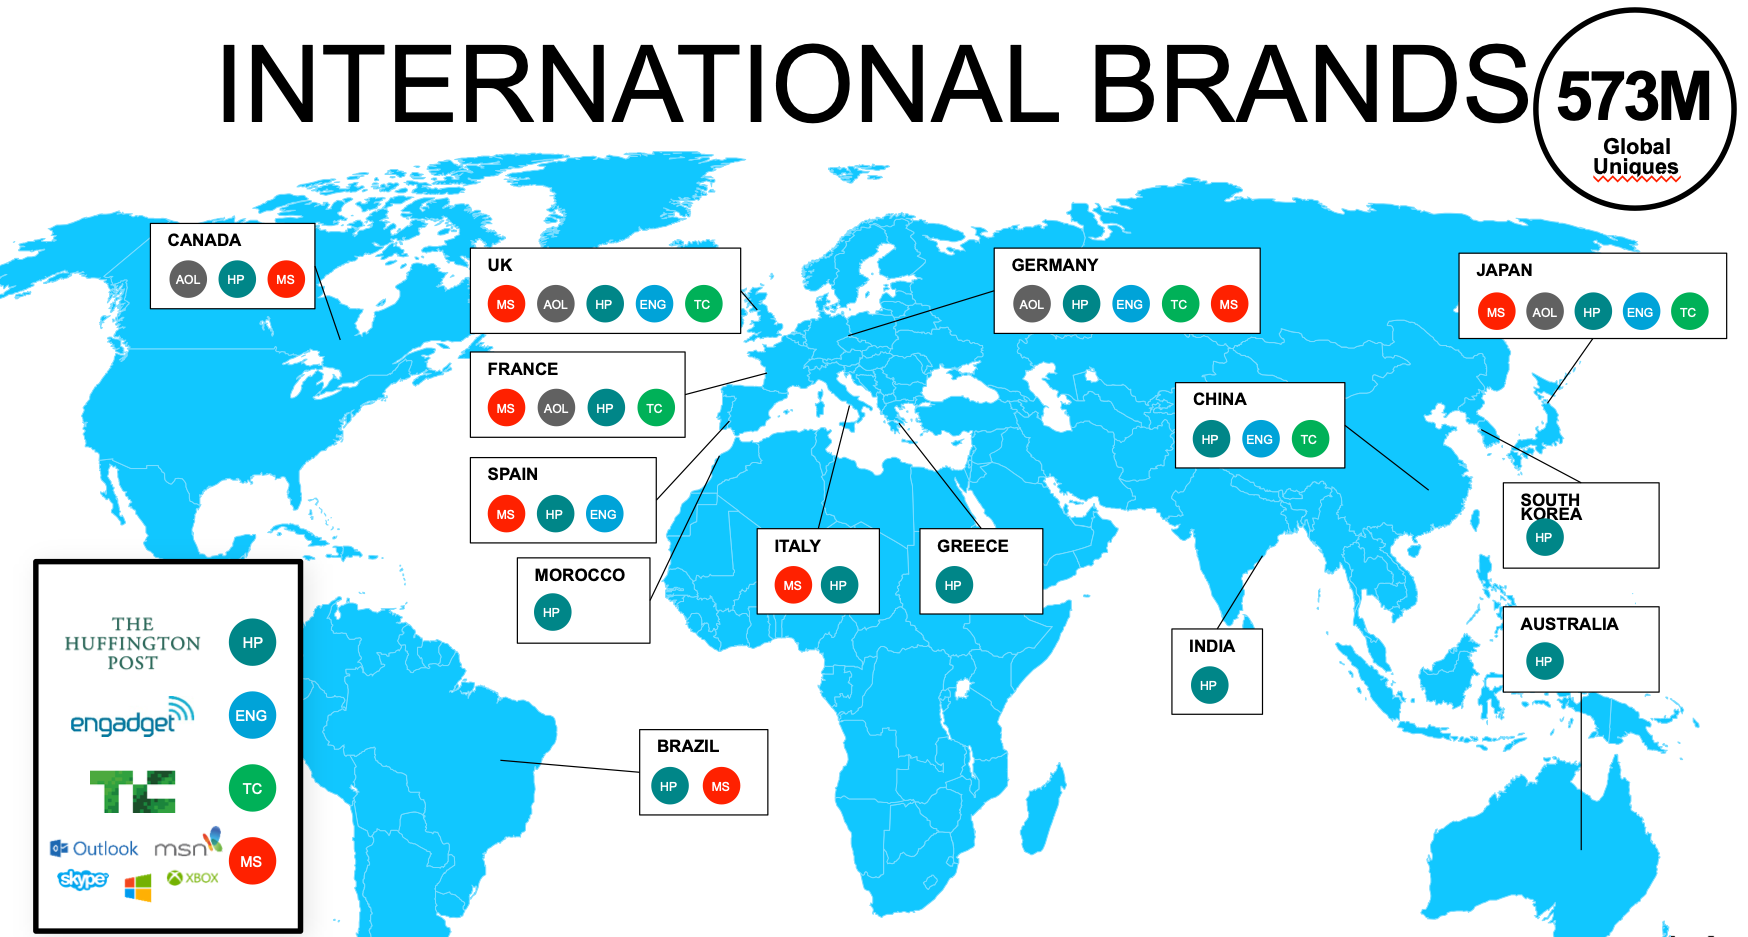 INTERNATIONAL BRANDS
573M
Global
Uniques
CANADA
AOL HP MS
UK
MS AOL HP ENG TC
GERMANY
AOL HP ENG TC MS
JAPAN
MS AOL HP ENG TC
FRANCE
MS AOL HP TC
CHINA
HP ENG TC
SPAIN
MS HP ENG
SOUTH
KOREA
HP
ITALY
MS HP
GREECE
HP
MOROCCO
HP
AUSTRALIA
HP
INDIA
HP
BRAZIL
HP MS
THE
HUFFINGTON
POST
HP
engadget ENG
TC TC
Outlook msn MS
skype XBOX